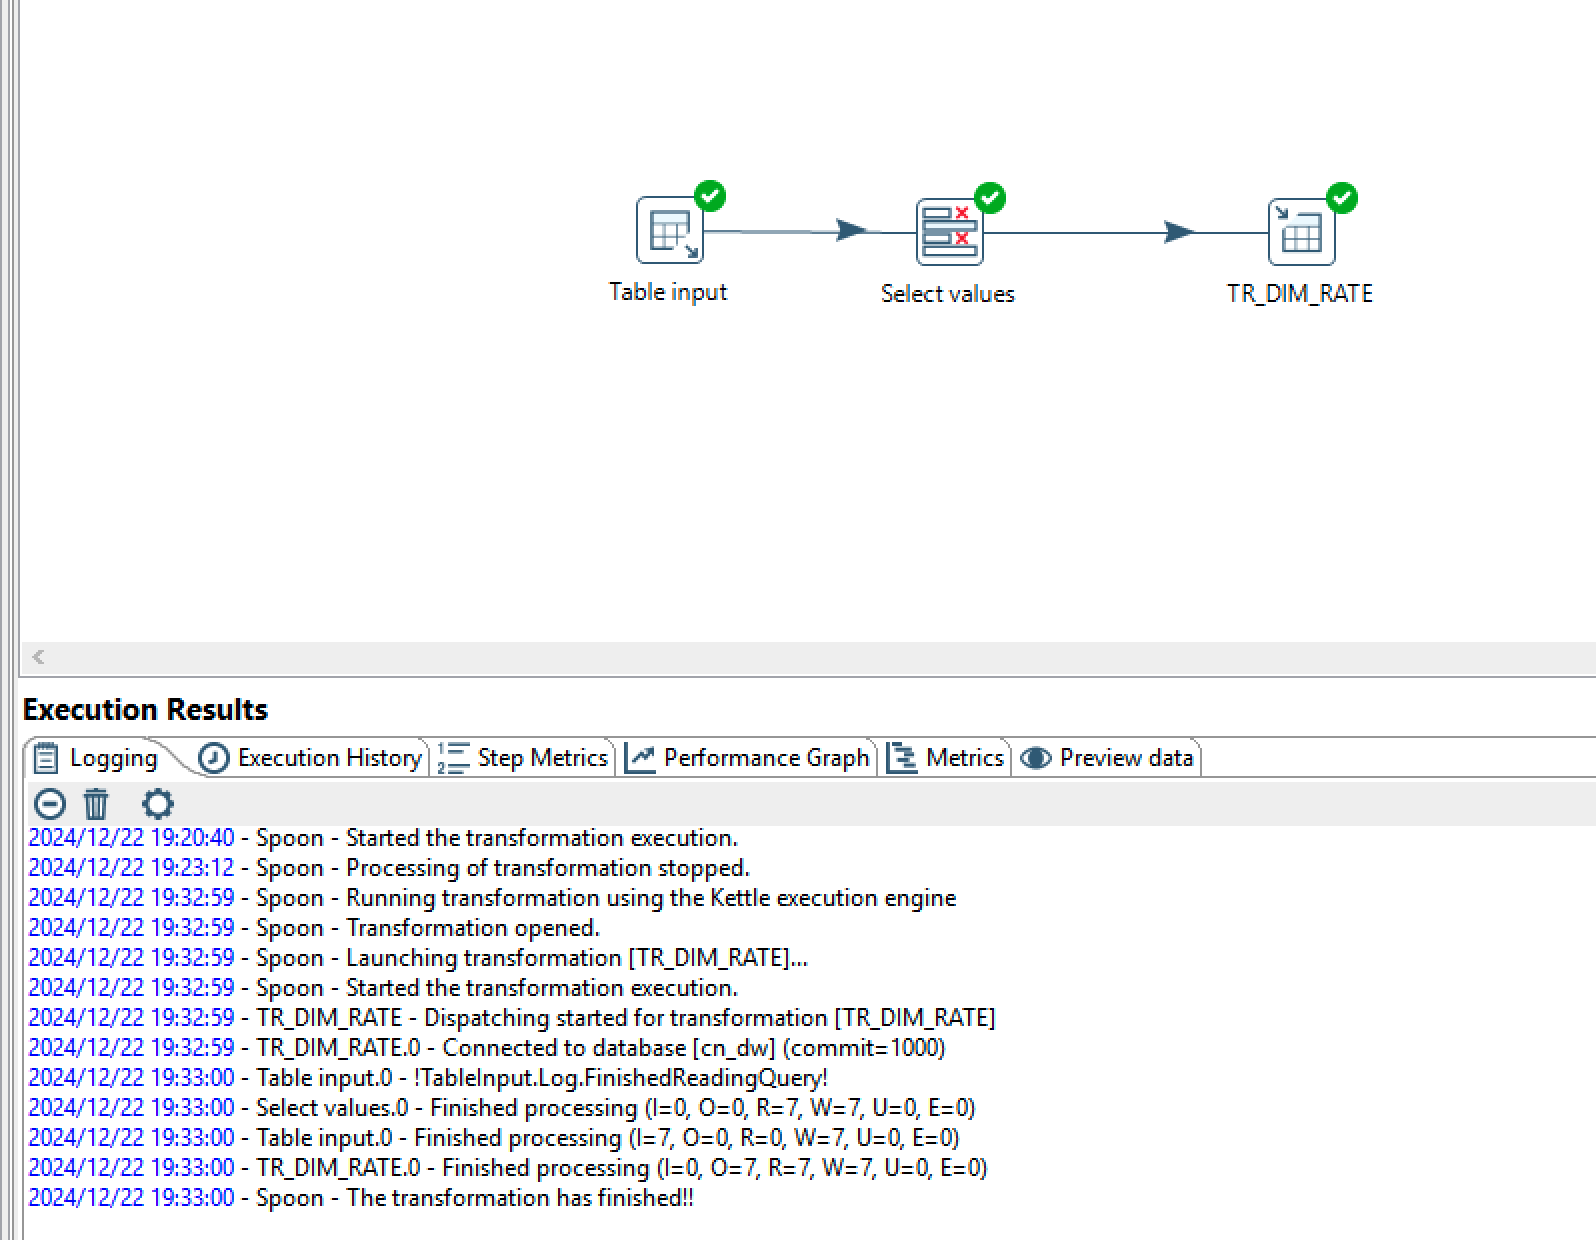 Table input
Select values
TR_DIM_RATE
Execution Results
Logging Execution History Step Metrics Performance Graph Metrics Preview data
2024/12/22 19:20:40 - Spoon - Started the transformation execution.
2024/12/22 19:23:12 - Spoon - Processing of transformation stopped.
2024/12/22 19:32:59 - Spoon - Running transformation using the Kettle execution engine
2024/12/22 19:32:59 - Spoon - Transformation opened.
2024/12/22 19:32:59 - Spoon - Launching transformation [TR_DIM_RATE]...
2024/12/22 19:32:59 - Spoon - Started the transformation execution.
2024/12/22 19:32:59 - TR_DIM_RATE - Dispatching started for transformation [TR_DIM_RATE]
2024/12/22 19:32:59 - TR_DIM_RATE.0 - Connected to database [cn_dw] (commit=1000)
2024/12/22 19:33:00 - Table input.0 - !TableInput.Log.FinishedReadingQuery!
2024/12/22 19:33:00 - Select values.0 - Finished processing (I=0, O=0, R=7, W=7, U=0, E=0)
2024/12/22 19:33:00 - Table input.0 - Finished processing (I=7, O=0, R=0, W=7, U=0, E=0)
2024/12/22 19:33:00 - TR_DIM_RATE.0 - Finished processing (I=0, O=7, R=7, W=7, U=0, E=0)
2024/12/22 19:33:00 - Spoon - The transformation has finished!!